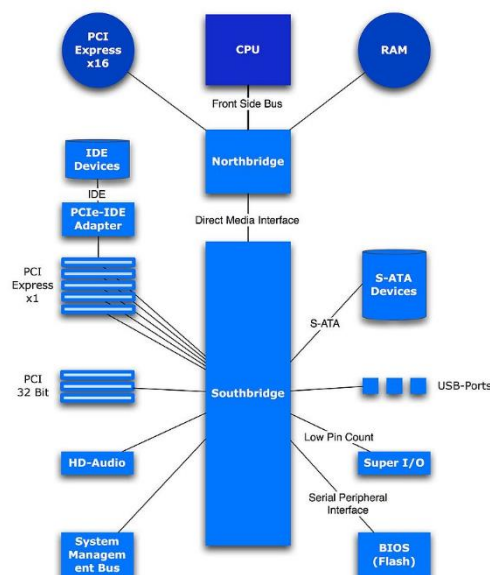 PCI
Express
x16
CPU
RAM
Front Side Bus
Northbridge
IDE
Devices
IDE
PCIe-IDE
Adapter
Direct Media Interface
PCI
Express
x1
S-ATA
Devices
S-ATA
PCI
32 Bit
Southbridge
USB-Ports
Low Pin Count
HD-Audio
Super I/O
Serial Peripheral
Interface
System
Managem
ent Bus
BIOS
(Flash)